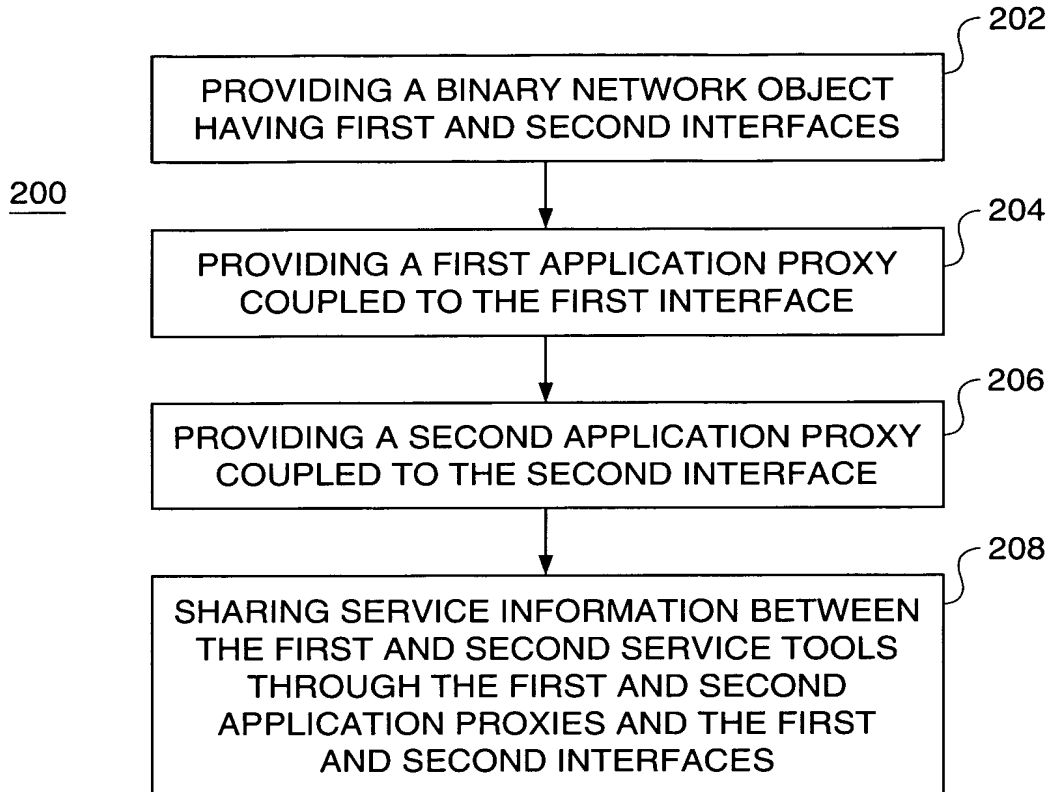 202
PROVIDING A BINARY NETWORK OBJECT
HAVING FIRST AND SECOND INTERFACES
200
204
PROVIDING A FIRST APPLICATION PROXY
COUPLED TO THE FIRST INTERFACE
206
PROVIDING A SECOND APPLICATION PROXY
COUPLED TO THE SECOND INTERFACE
208
SHARING SERVICE INFORMATION BETWEEN
THE FIRST AND SECOND SERVICE TOOLS
THROUGH THE FIRST AND SECOND
APPLICATION PROXIES AND THE FIRST
AND SECOND INTERFACES